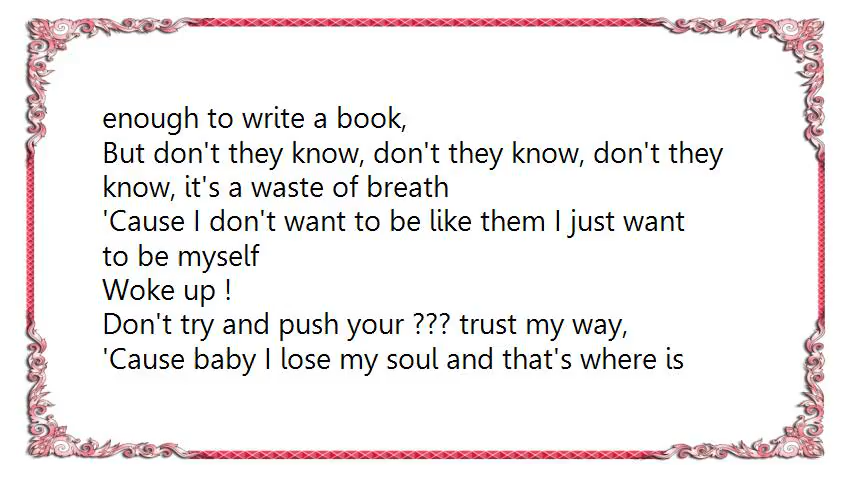 enough to write a book,
But don't they know, don't they know, don't they
know, it's a waste of breath
'Cause I don't want to be like them I just want
to be myself
Woke up !
Don't try and push your ??? trust my way,
'Cause baby I lose my soul and that's where is